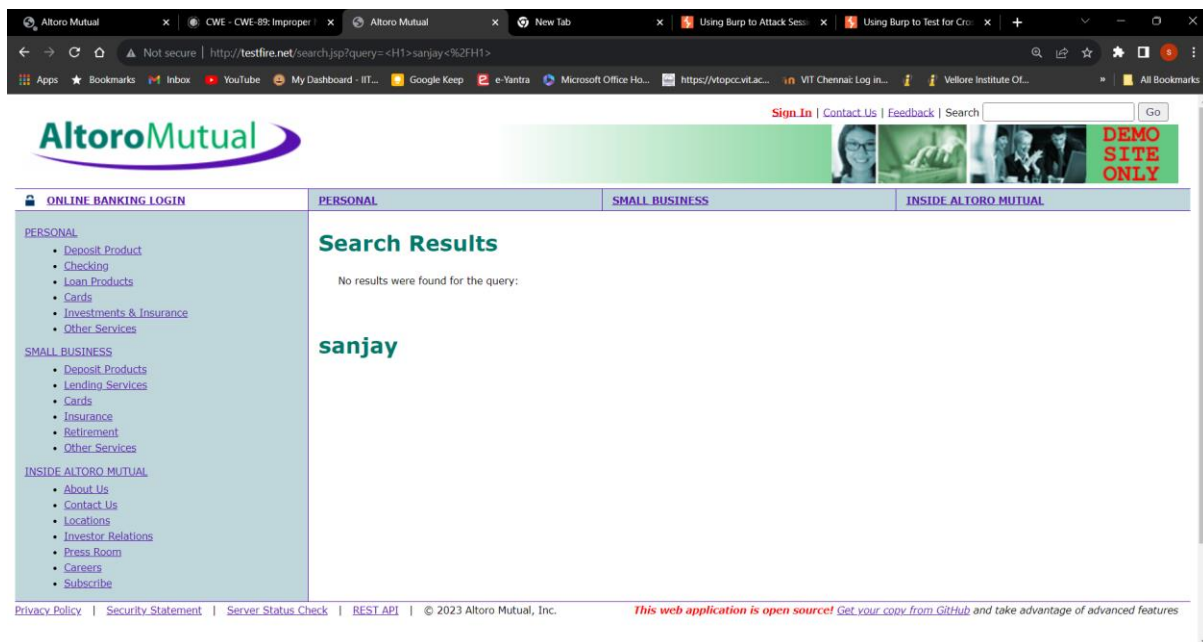 Altoro Mutual
CWE - CWE-89: Improper
Altoro Mutual
New Tab
Using Burp to Attack Sessi
Using Burp to Test for Cro
Not secure | http://testfire.net/search.jsp?query=<H1>sanjay<%2FH1>
Apps Bookmarks Inbox YouTube My Dashboard - IIT... Google Keep e-Yantra Microsoft Office Ho... https://vtopcc.vit.ac... VIT Chennai: Log in... Vellore Institute Of... » All Bookmarks
Sign In | Contact Us | Feedback | Search Go
AltoroMutual
DEMO
SITE
ONLY
ONLINE BANKING LOGIN
PERSONAL
SMALL BUSINESS
INSIDE ALTORO MUTUAL
PERSONAL
Deposit Product
Checking
Loan Products
Cards
Investments & Insurance
Other Services
SMALL BUSINESS
Deposit Products
Lending Services
Cards
Insurance
Retirement
Other Services
INSIDE ALTORO MUTUAL
About Us
Contact Us
Locations
Investor Relations
Press Room
Careers
Subscribe
Search Results
No results were found for the query:
sanjay
Privacy Policy | Security Statement | Server Status Check | REST API | © 2023 Altoro Mutual, Inc.
This web application is open source! Get your copy from GitHub and take advantage of advanced features